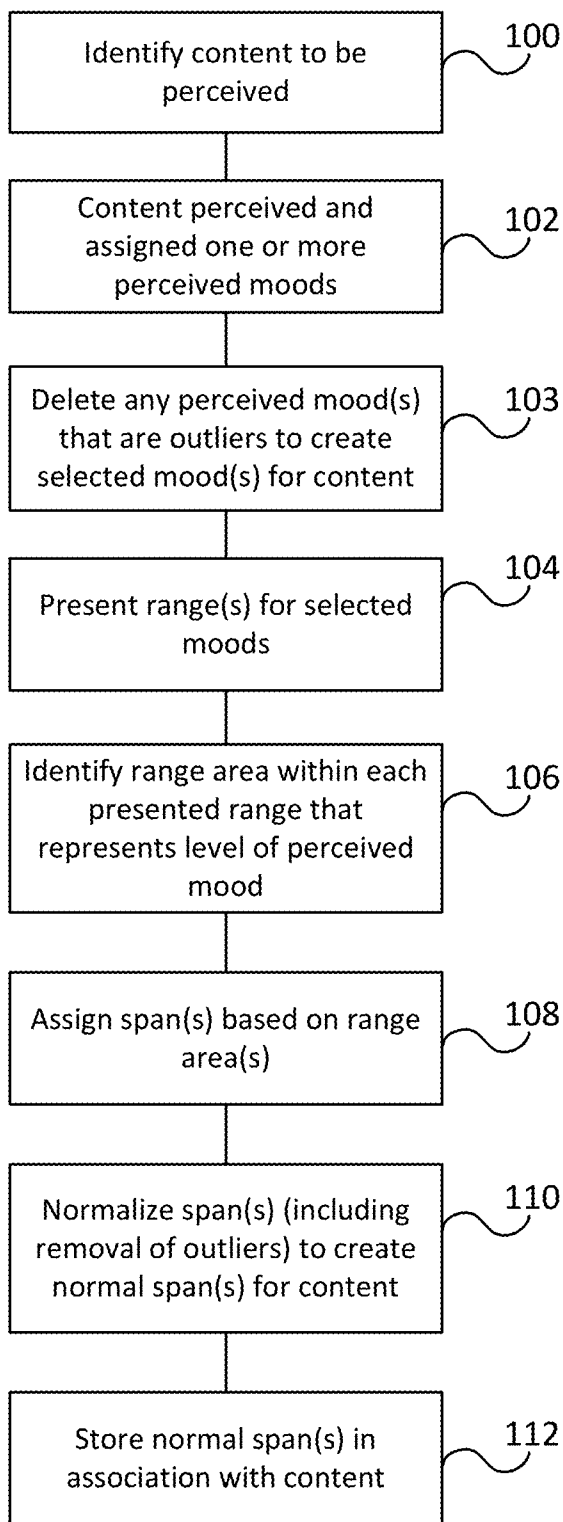 Identify content to be
perceived
100
Content perceived and
assigned one or more
perceived moods
102
Delete any perceived mood(s)
that are outliers to create
selected mood(s) for content
103
Present range(s) for selected
moods
104
Identify range area within each
presented range that
represents level of perceived
mood
106
Assign span(s) based on range
area(s)
108
Normalize span(s) (including
removal of outliers) to create
normal span(s) for content
110
Store normal span(s) in
association with content
112